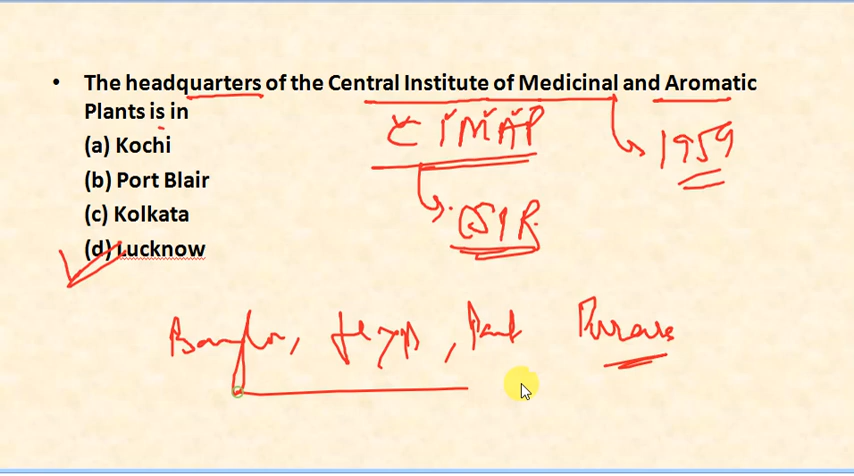 • The headquarters of the Central Institute of Medicinal and Aromatic
Plants is in
(a) Kochi
(b) Port Blair
(c) Kolkata
(d) Lucknow
CIMAP
1959
CSIR